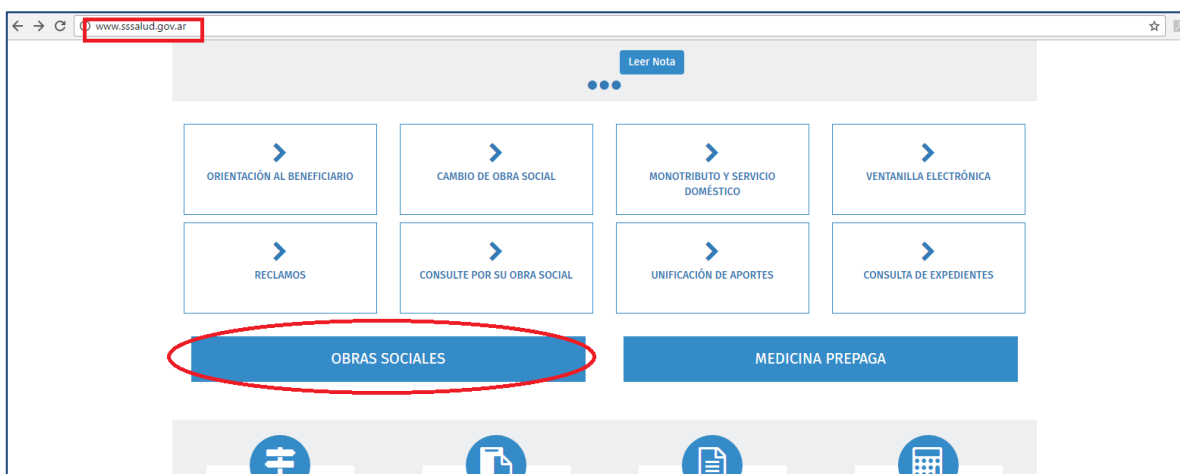 www.sssalud.gov.ar
Leer Nota
ORIENTACIÓN AL BENEFICIARIO
CAMBIO DE OBRA SOCIAL
MONOTRIBUTO Y SERVICIO
DOMÉSTICO
VENTANILLA ELECTRÓNICA
RECLAMOS
CONSULTE POR SU OBRA SOCIAL
UNIFICACIÓN DE APORTES
CONSULTA DE EXPEDIENTES
OBRAS SOCIALES
MEDICINA PREPAGA